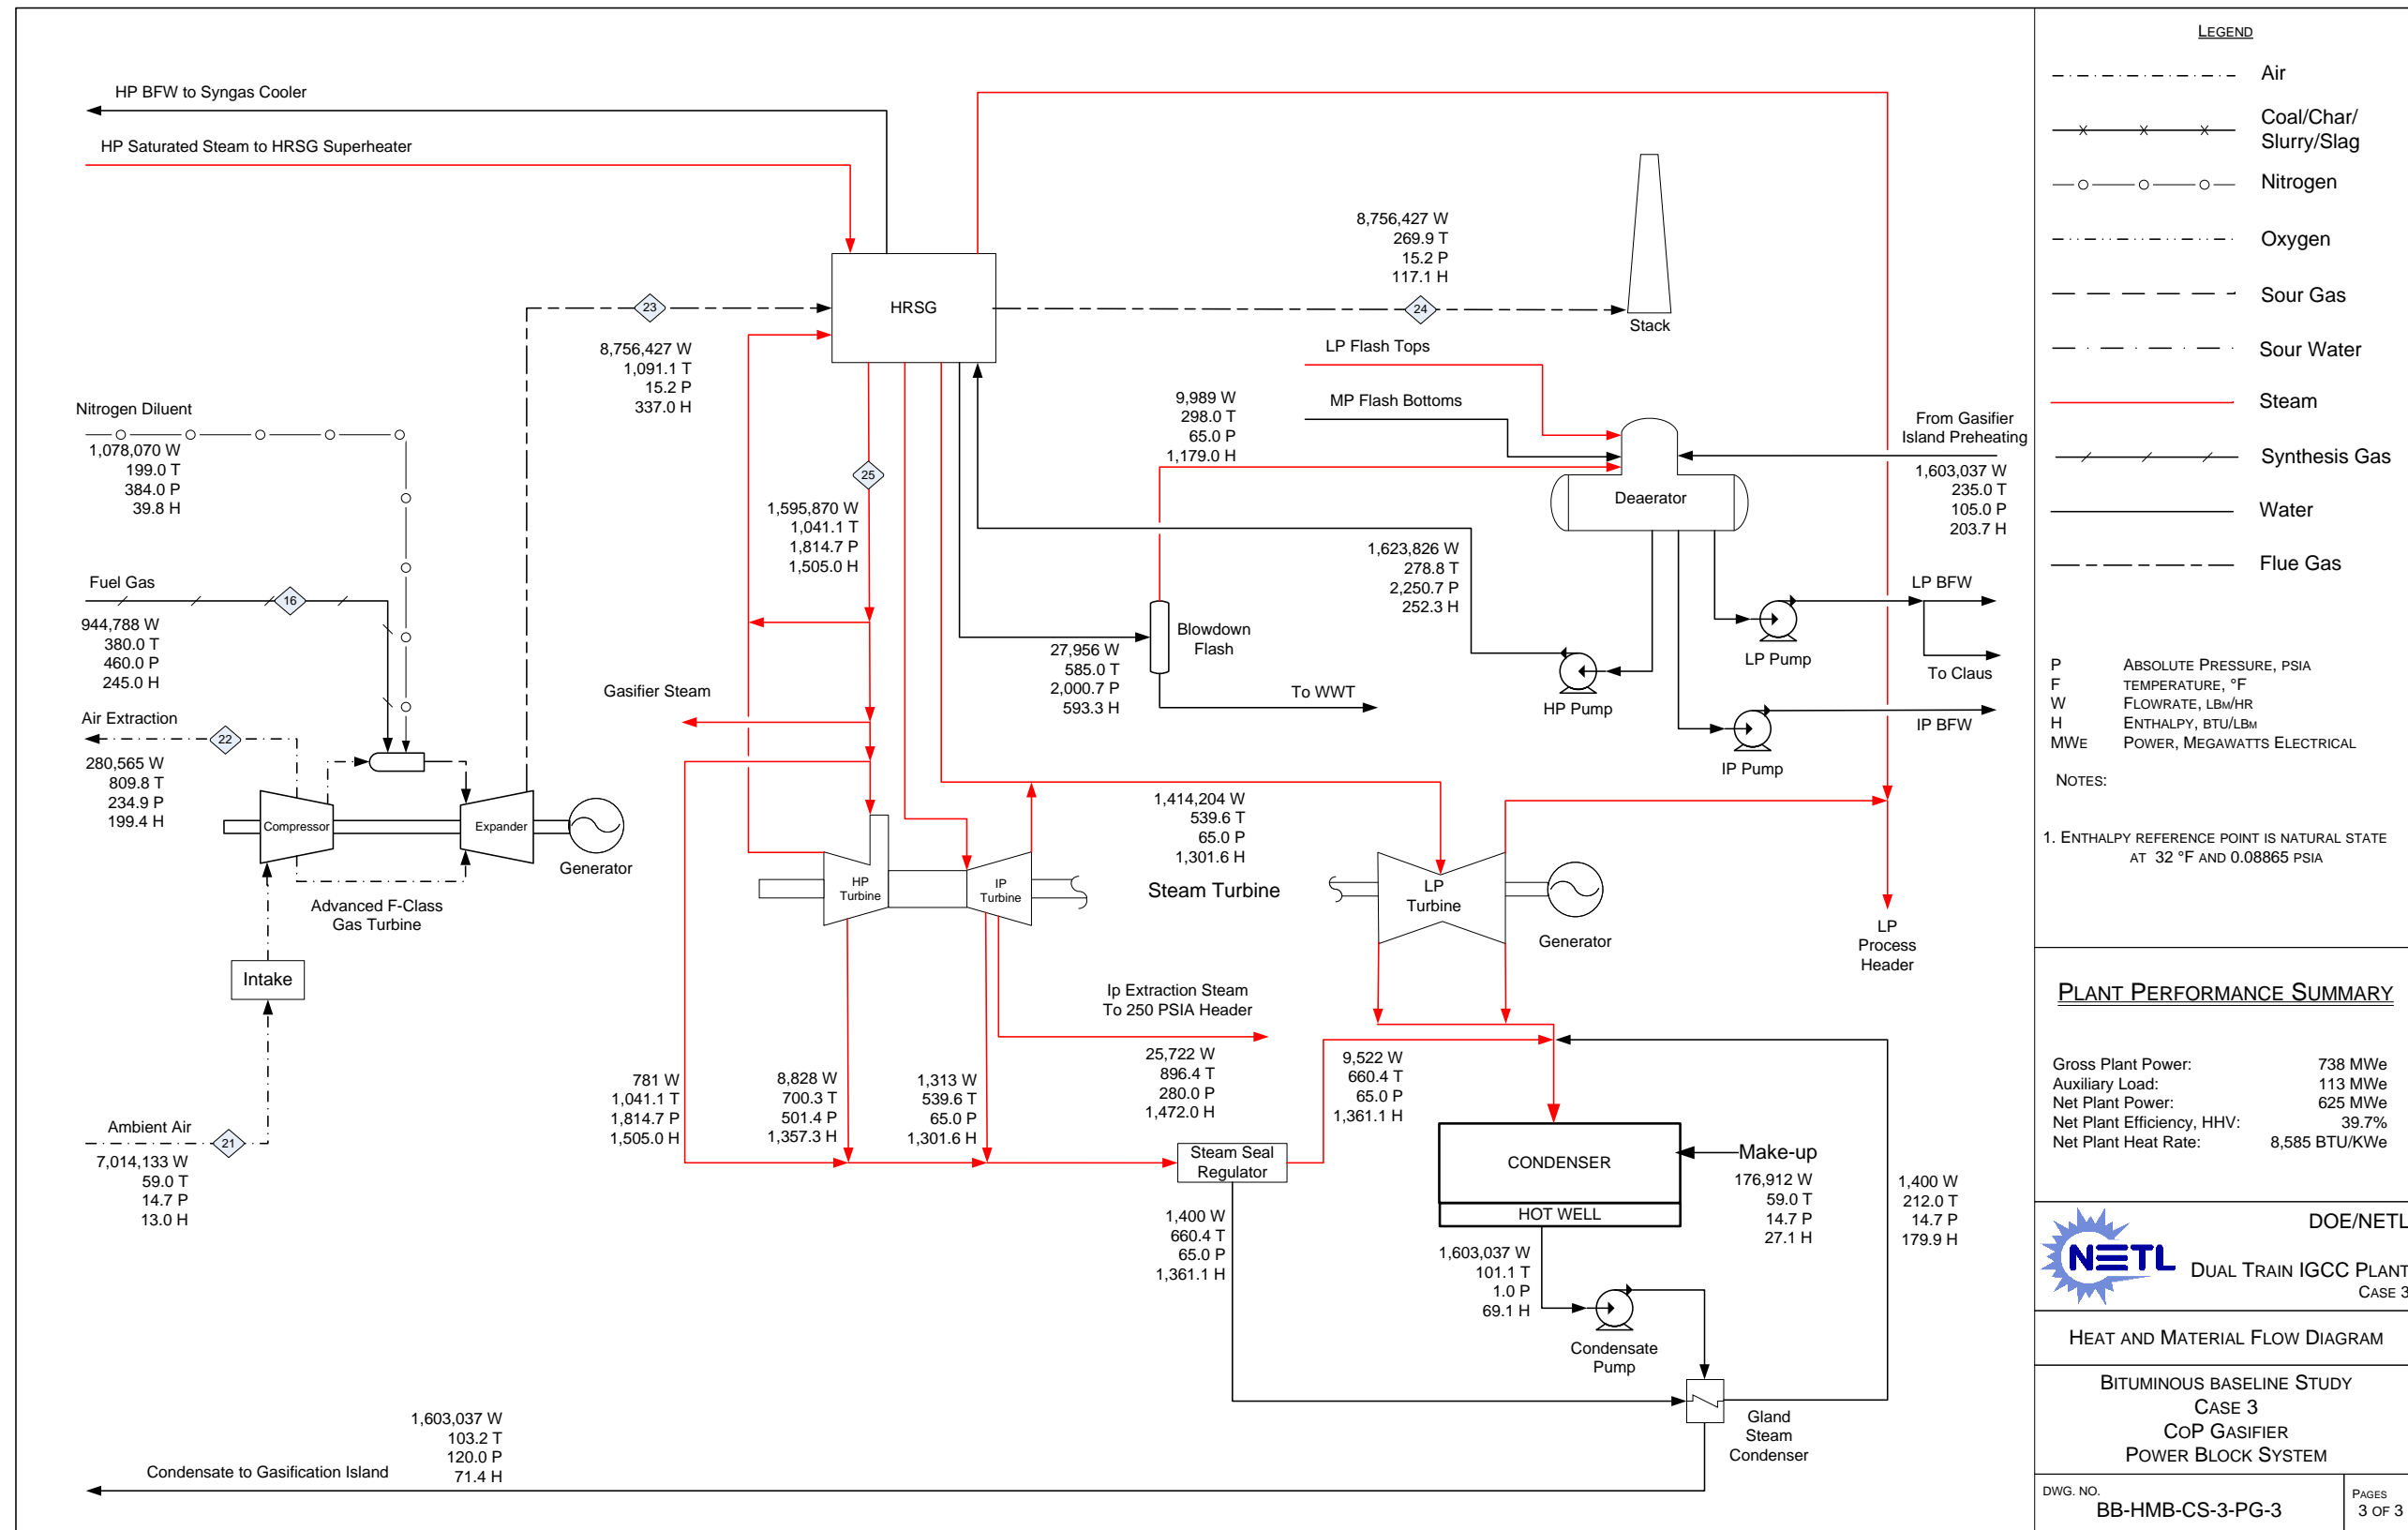 HP BFW to Syngas Cooler
HP Saturated Steam to HRSG Superheater
HRSG
23
8,756,427 W
1,091.1 T
15.2 P
337.0 H
8,756,427 W
269.9 T
15.2 P
117.1 H
24
Stack
Nitrogen Diluent
1,078,070 W
199.0 T
384.0 P
39.8 H
Fuel Gas
16
944,788 W
380.0 T
460.0 P
245.0 H
Air Extraction
22
280,565 W
809.8 T
234.9 P
199.4 H
Compressor
Expander
Generator
Advanced F-Class
Gas Turbine
Intake
Ambient Air
21
7,014,133 W
59.0 T
14.7 P
13.0 H
25
1,595,870 W
1,041.1 T
1,814.7 P
1,505.0 H
Gasifier Steam
LP Flash Tops
MP Flash Bottoms
9,989 W
298.0 T
65.0 P
1,179.0 H
From Gasifier
Island Preheating
1,603,037 W
235.0 T
105.0 P
203.7 H
Deaerator
1,623,826 W
278.8 T
2,250.7 P
252.3 H
Blowdown
Flash
27,956 W
585.0 T
2,000.7 P
593.3 H
To WWT
HP Pump
LP Pump
LP BFW
To Claus
IP Pump
IP BFW
HP
Turbine
IP
Turbine
1,414,204 W
539.6 T
65.0 P
1,301.6 H
Steam Turbine
LP
Turbine
Generator
LP
Process
Header
Ip Extraction Steam
To 250 PSIA Header
25,722 W
896.4 T
280.0 P
1,472.0 H
781 W
1,041.1 T
1,814.7 P
1,505.0 H
8,828 W
700.3 T
501.4 P
1,357.3 H
1,313 W
539.6 T
65.0 P
1,301.6 H
9,522 W
660.4 T
65.0 P
1,361.1 H
Steam Seal
Regulator
1,400 W
660.4 T
65.0 P
1,361.1 H
CONDENSER
HOT WELL
Make-up
176,912 W
59.0 T
14.7 P
27.1 H
1,400 W
212.0 T
14.7 P
179.9 H
1,603,037 W
101.1 T
1.0 P
69.1 H
Condensate
Pump
Gland
Steam
Condenser
1,603,037 W
103.2 T
120.0 P
71.4 H
Condensate to Gasification Island
LEGEND
Air
Coal/Char/
Slurry/Slag
Nitrogen
Oxygen
Sour Gas
Sour Water
Steam
Synthesis Gas
Water
Flue Gas
P ABSOLUTE PRESSURE, PSIA
F TEMPERATURE, °F
W FLOWRATE, LBM/HR
H ENTHALPY, BTU/LBM
MWE POWER, MEGAWATTS ELECTRICAL
NOTES:
1. ENTHALPY REFERENCE POINT IS NATURAL STATE
AT 32 °F AND 0.08865 PSIA
PLANT PERFORMANCE SUMMARY
Gross Plant Power: 738 MWe
Auxiliary Load: 113 MWe
Net Plant Power: 625 MWe
Net Plant Efficiency, HHV: 39.7%
Net Plant Heat Rate: 8,585 BTU/KWe
NETL
DOE/NETL
DUAL TRAIN IGCC PLANT
CASE 3
HEAT AND MATERIAL FLOW DIAGRAM
BITUMINOUS BASELINE STUDY
CASE 3
COP GASIFIER
POWER BLOCK SYSTEM
DWG. NO.
BB-HMB-CS-3-PG-3
PAGES
3 OF 3